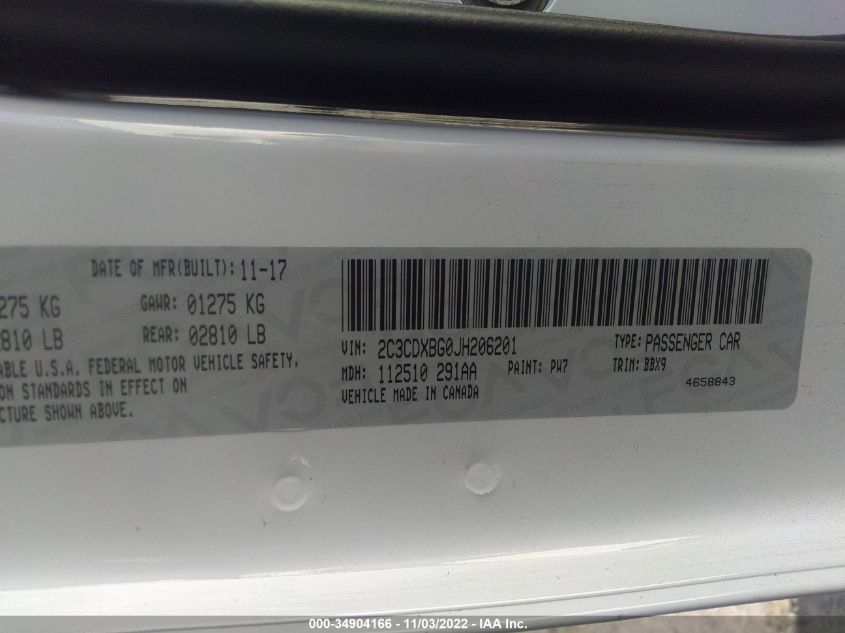 DATE OF MFR(BUILT): 11-17
275 KG GAWR: 01275 KG
2810 LB REAR: 02810 LB
ABLE U.S.A. FEDERAL MOTOR VEHICLE SAFETY,
ON STANDARDS IN EFFECT ON
CTURE SHOWN ABOVE.
VIN: 2C3CDXBG0JH206201 TYPE: PASSENGER CAR
MDH: 112510 291AA PAINT: PW7 TRIM: BBX9
VEHICLE MADE IN CANADA 4658843
000-34904166 - 11/03/2022 - IAA Inc.